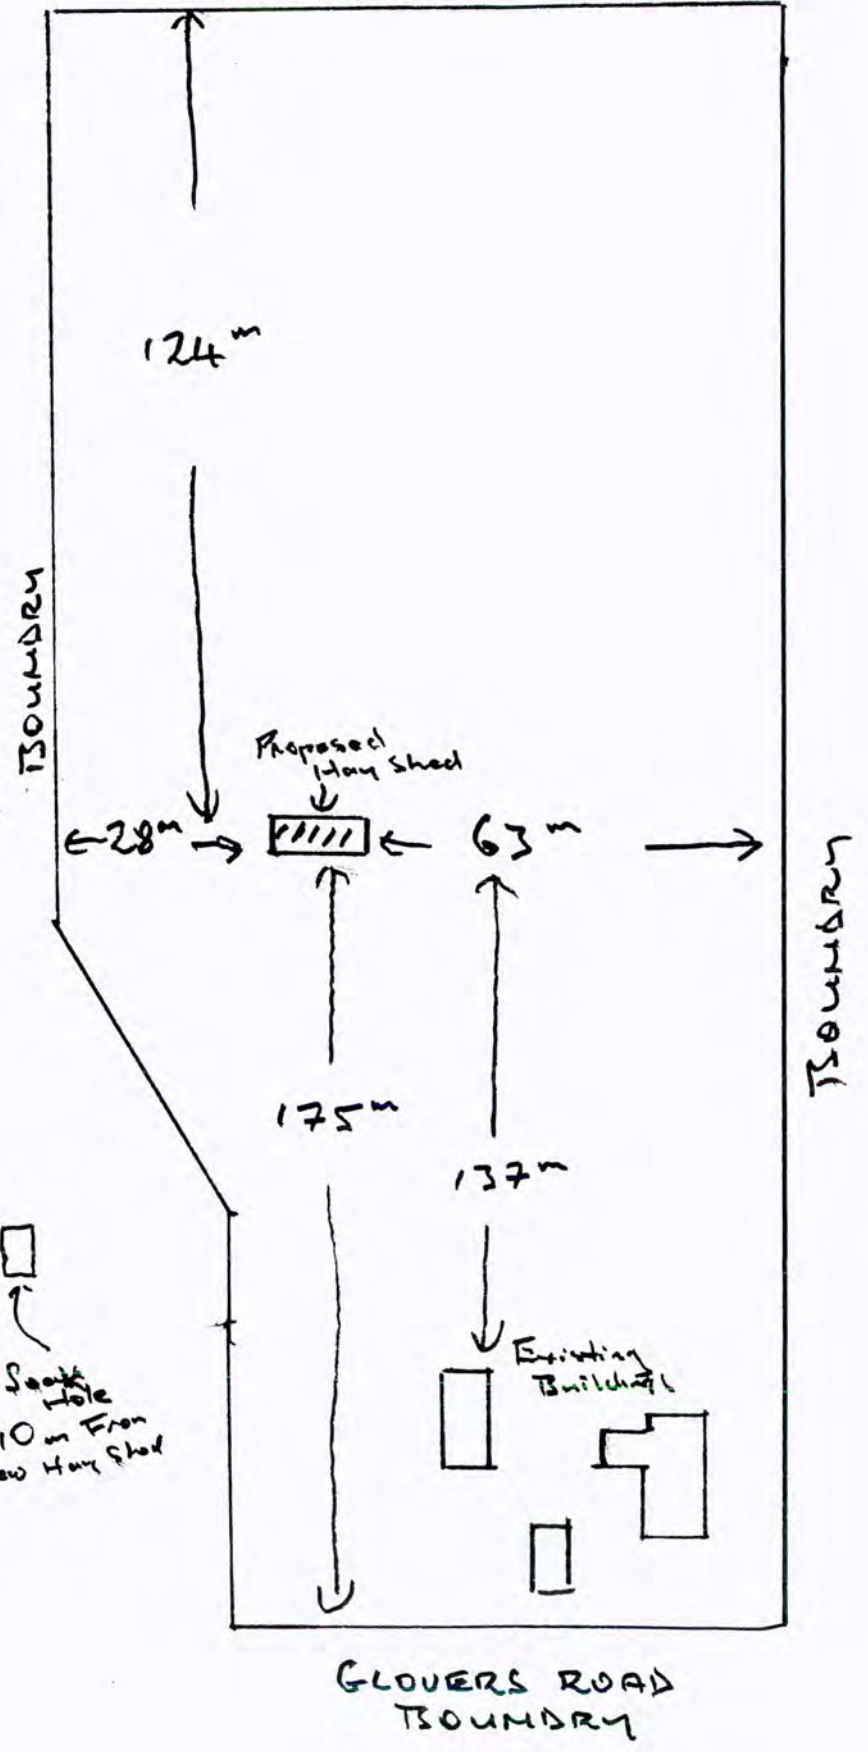 124m
BOUNDRY
Proposed
Hay Shed
28m
63m
BOUNDRY
175m
137m
Existing
Buildings
Soak
Hole
10m From
Hay Shed
GLOVERS ROAD
BOUNDRY